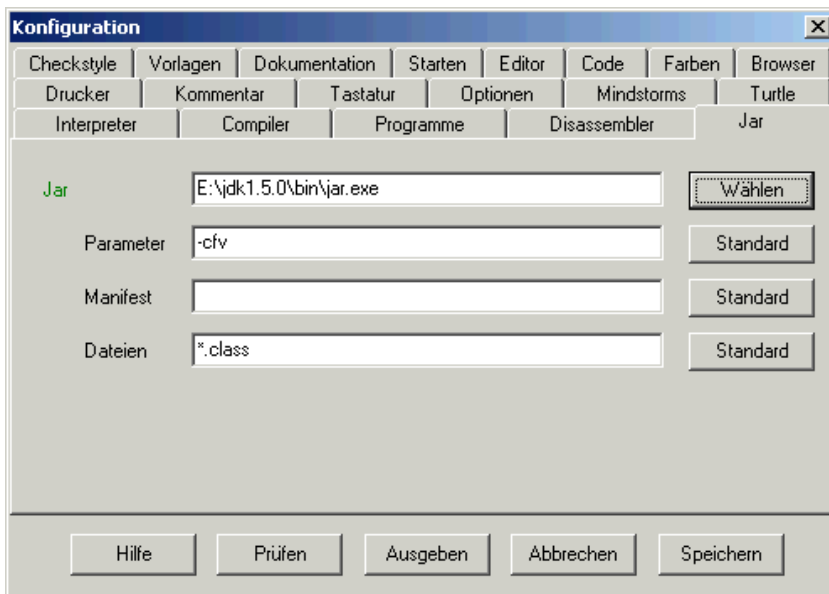 Konfiguration
Checkstyle Vorlagen Dokumentation Starten Editor Code Farben Browser
Drucker Kommentar Tastatur Optionen Mindstorms Turtle
Interpreter Compiler Programme Disassembler Jar
Jar E:\jdk1.5.0\bin\jar.exe Wählen
Parameter -cfv Standard
Manifest Standard
Dateien *.class Standard
Hilfe Prüfen Ausgeben Abbrechen Speichern